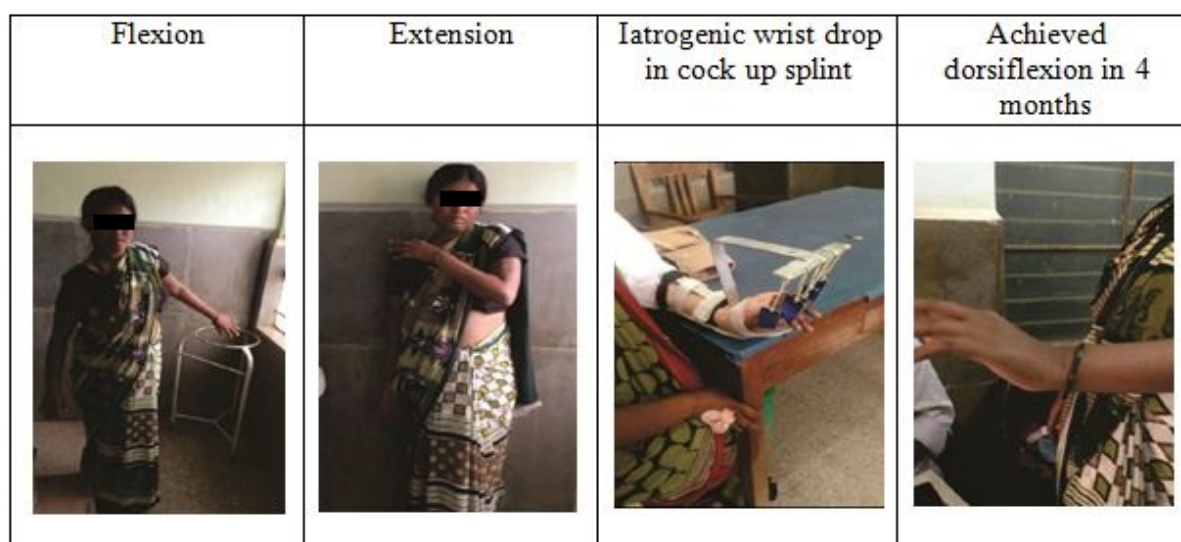 Flexion
Extension
Iatrogenic wrist drop
in cock up splint
Achieved
dorsiflexion in 4
months